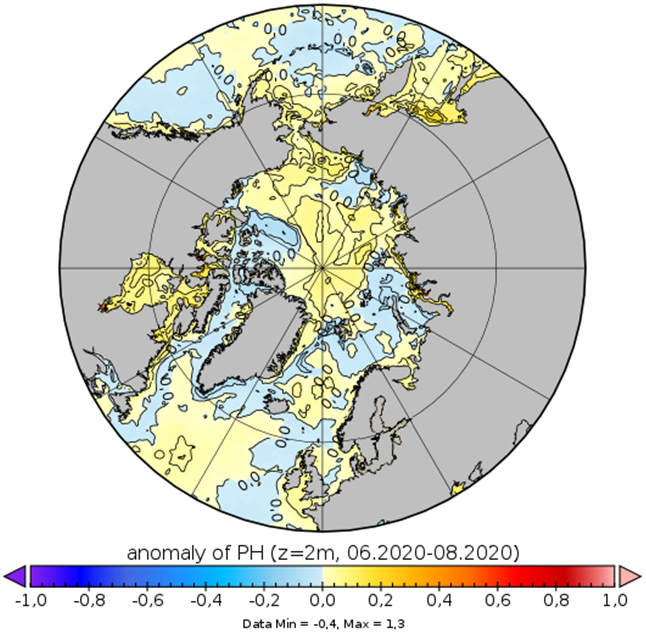 anomaly of PH (z=2m, 06.2020-08.2020)
-1,0 -0,8 -0,6 -0,4 -0,2 0,0 0,2 0,4 0,6 0,8 1,0
Data Min = -0,4, Max = 1,3